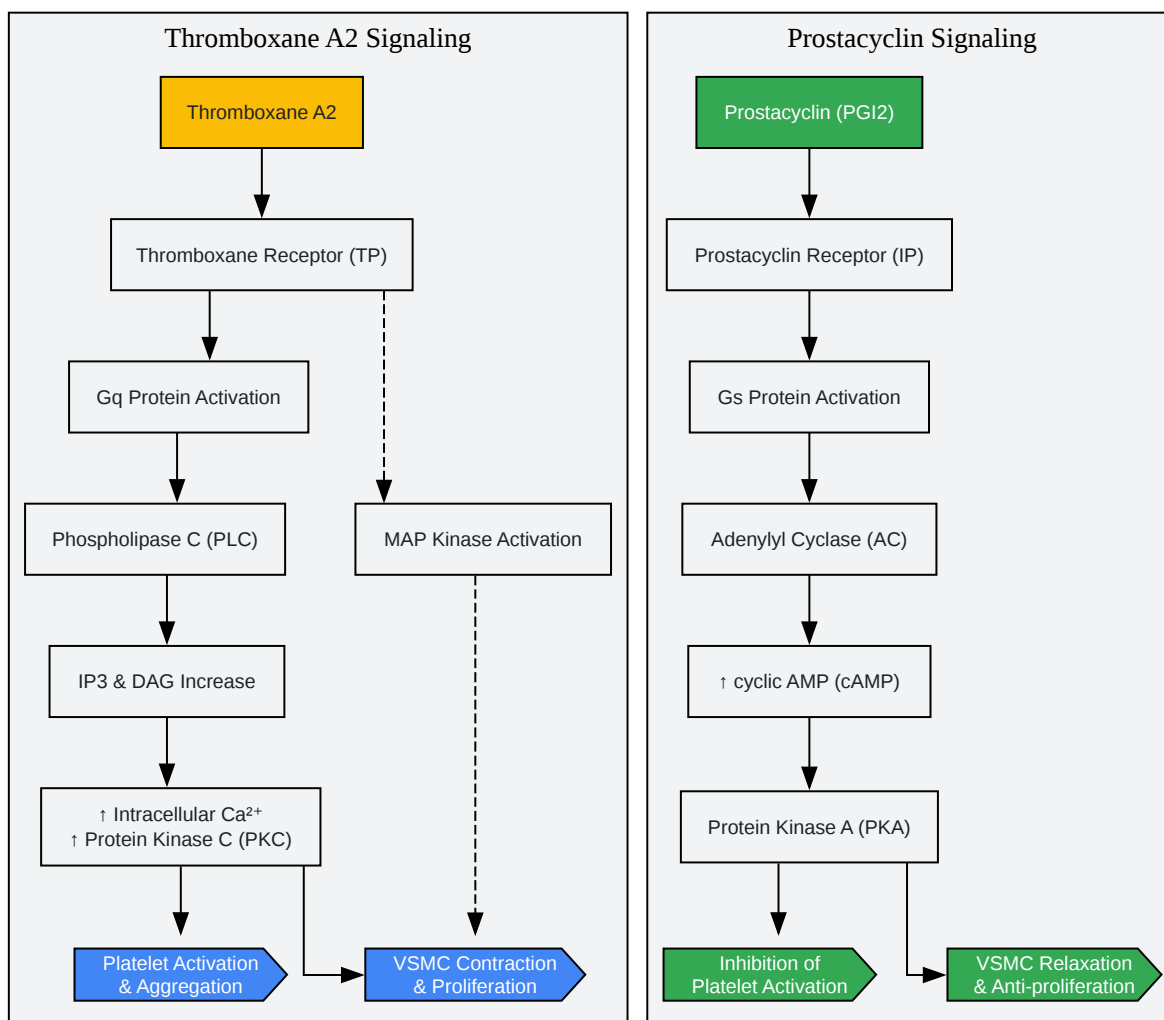 Thromboxane A2 Signaling
Thromboxane A2
Thromboxane Receptor (TP)
Gq Protein Activation
Phospholipase C (PLC)
MAP Kinase Activation
IP3 & DAG Increase
↑ Intracellular Ca²⁺
↑ Protein Kinase C (PKC)
Platelet Activation
& Aggregation
VSMC Contraction
& Proliferation
Prostacyclin Signaling
Prostacyclin (PGI2)
Prostacyclin Receptor (IP)
Gs Protein Activation
Adenylyl Cyclase (AC)
↑ cyclic AMP (cAMP)
Protein Kinase A (PKA)
Inhibition of
Platelet Activation
VSMC Relaxation
& Anti-proliferation